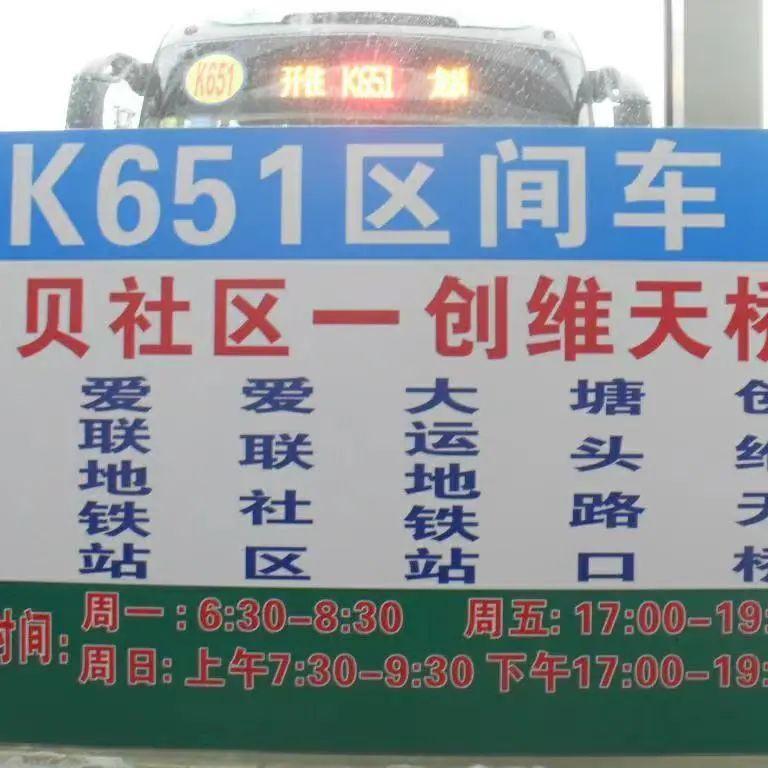 K651
开往 K651
K651区间车
贝社区一创维天桥
爱联地铁站
爱联社区
大运地铁站
塘头路口
创维天桥
时间:
周一:6:30-8:30 周五:17:00-19:
周日:上午7:30-9:30 下午17:00-19: